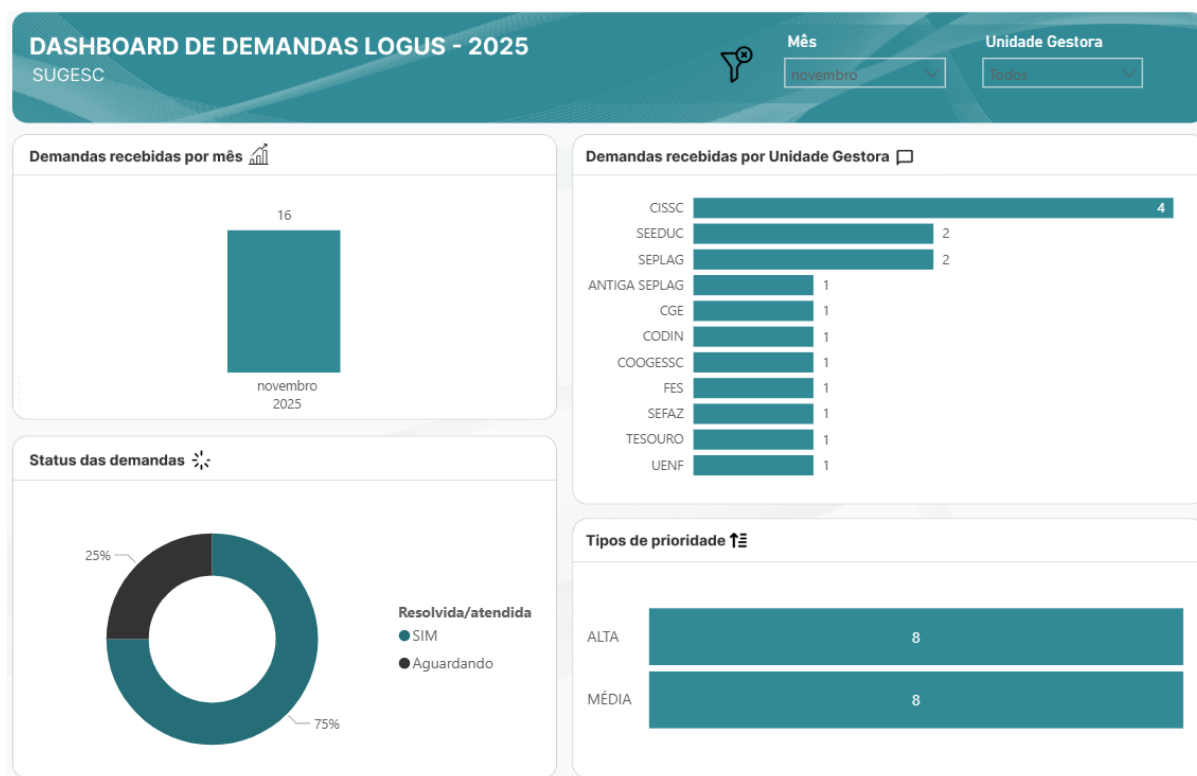 DASHBOARD DE DEMANDAS LOGUS - 2025
SUGESC
Mês
novembro
Unidade Gestora
Todos
Demandas recebidas por mês
16
novembro
2025
Demandas recebidas por Unidade Gestora
CISSC 4
SEEDUC 2
SEPLAG 2
ANTIGA SEPLAG 1
CGE 1
CODIN 1
COOGESSC 1
FES 1
SEFAZ 1
TESOURO 1
UENF 1
Status das demandas
25%
75%
Resolvida/atendida
SIM
Aguardando
Tipos de prioridade
ALTA 8
MÉDIA 8